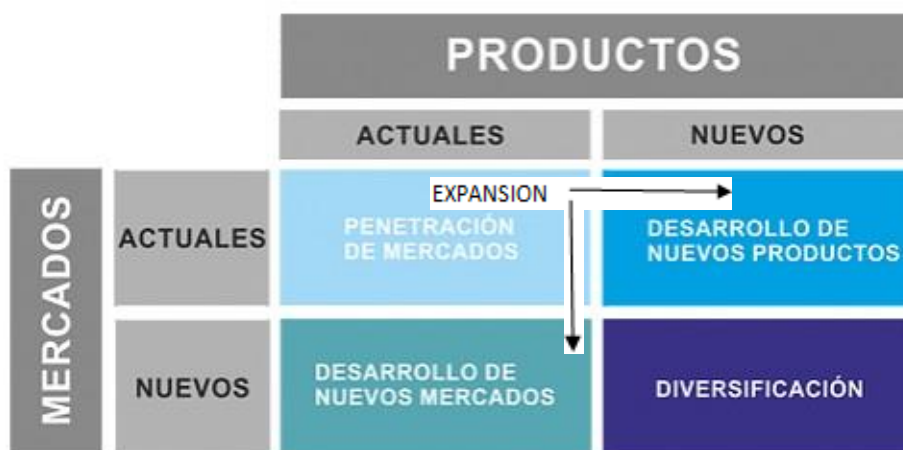 PRODUCTOS
ACTUALES
NUEVOS
MERCADOS
ACTUALES
EXPANSION
PENETRACIÓN
DE MERCADOS
DESARROLLO DE
NUEVOS PRODUCTOS
NUEVOS
DESARROLLO DE
NUEVOS MERCADOS
DIVERSIFICACIÓN